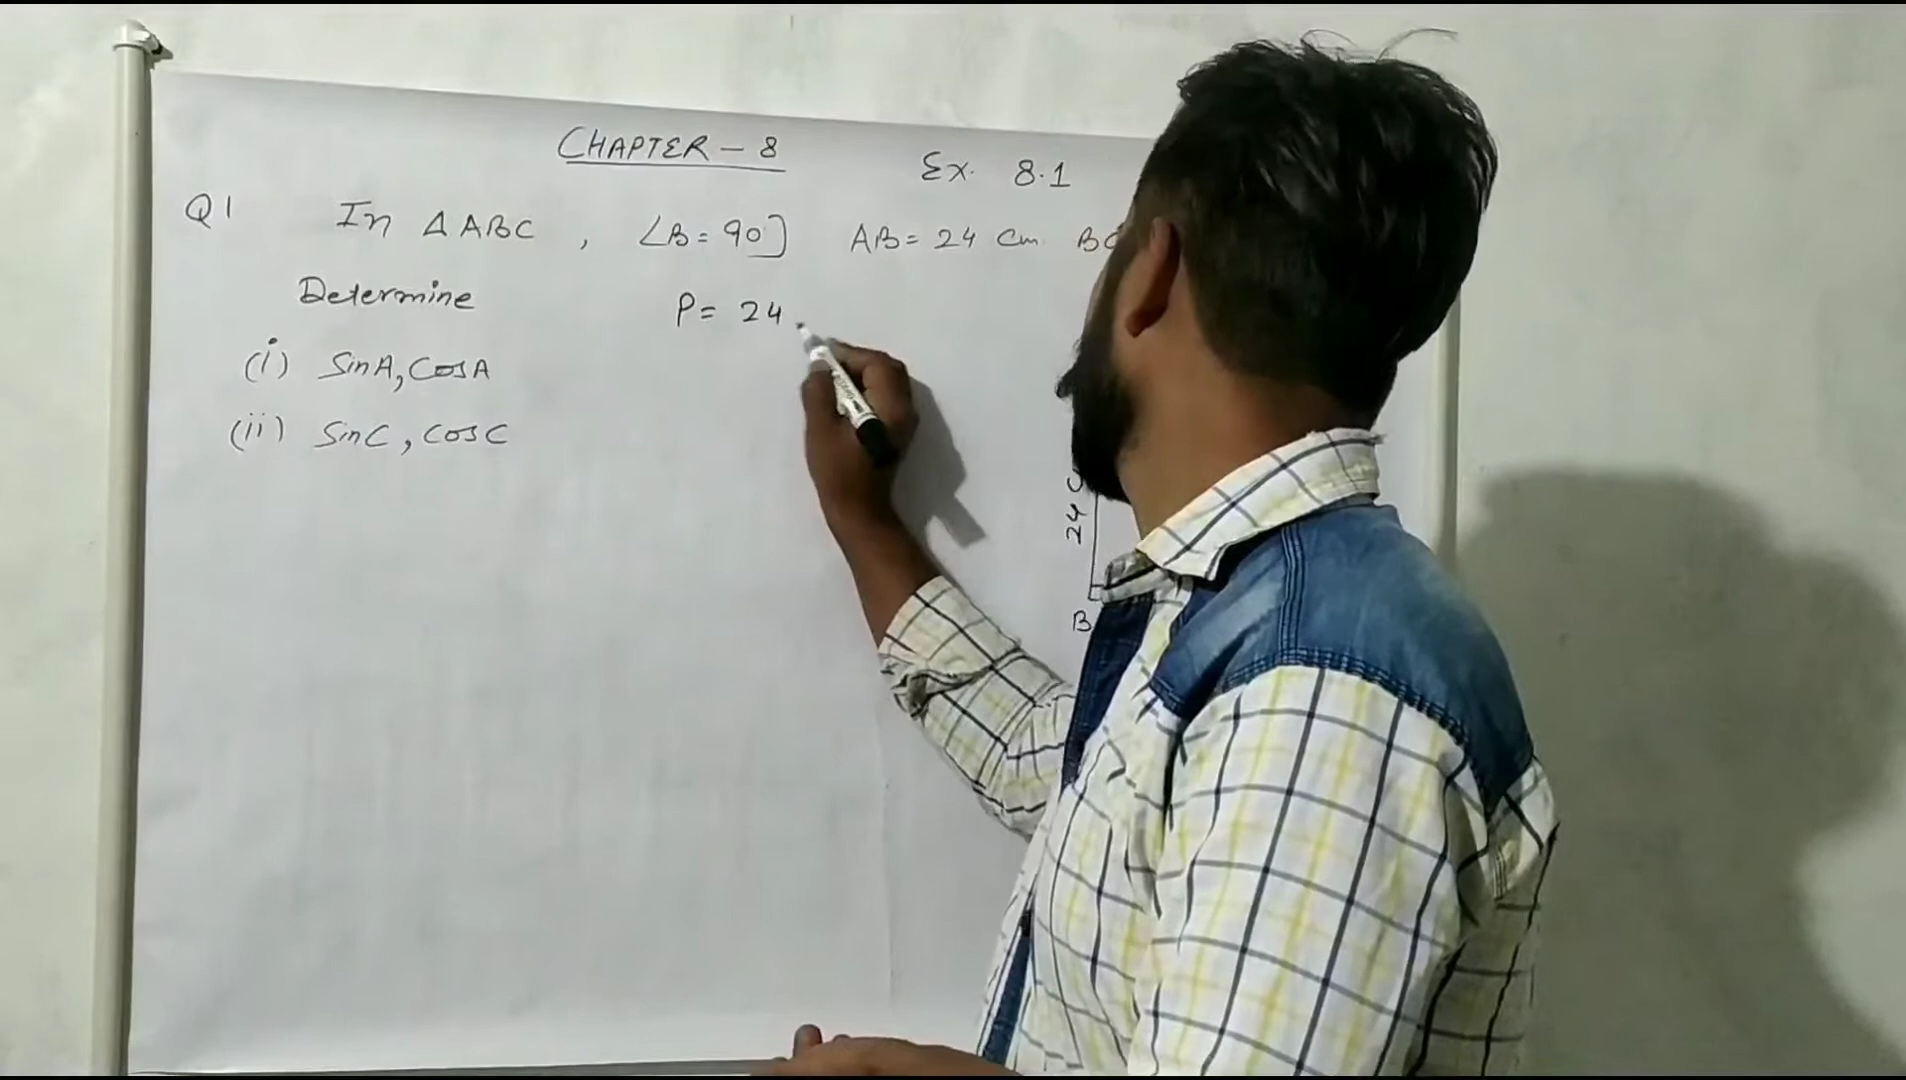 CHAPTER – 8
Ex. 8.1
Q1 In △ABC, ∠B = 90°] AB = 24 cm B
Determine
P = 24
(i) SinA, CosA
(ii) SinC, CosC
24 C
B